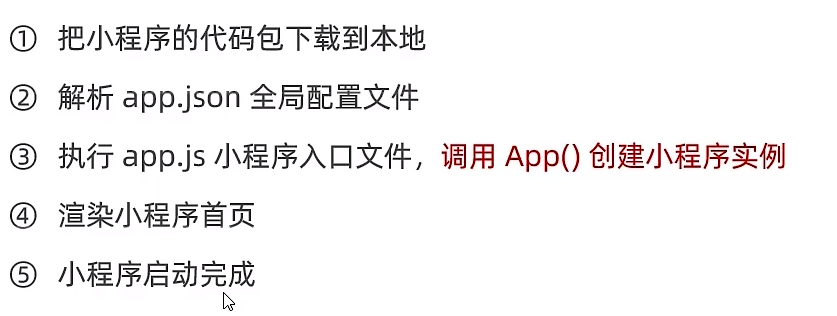 ① 把小程序的代码包下载到本地
② 解析 app.json 全局配置文件
③ 执行 app.js 小程序入口文件，调用 App() 创建小程序实例
④ 渲染小程序首页
⑤ 小程序启动完成